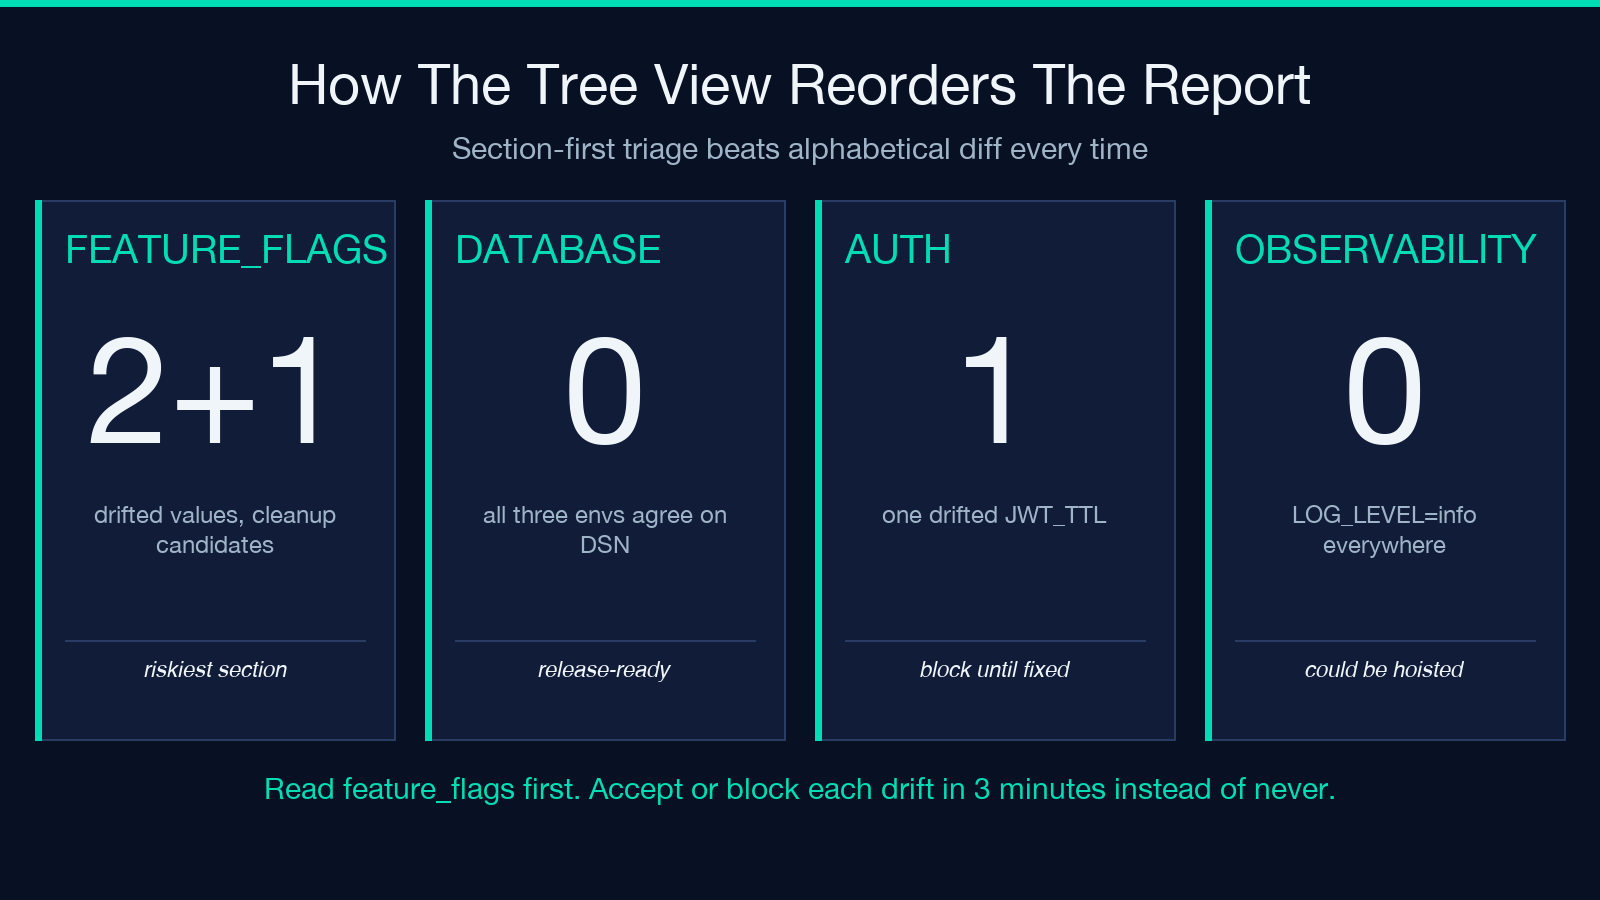 How The Tree View Reorders The Report
Section-first triage beats alphabetical diff every time
FEATURE_FLAGS
2+1
drifted values, cleanup
candidates
riskiest section
DATABASE
0
all three envs agree on
DSN
release-ready
AUTH
1
one drifted JWT_TTL
block until fixed
OBSERVABILITY
0
LOG_LEVEL=info
everywhere
could be hoisted
Read feature_flags first. Accept or block each drift in 3 minutes instead of never.